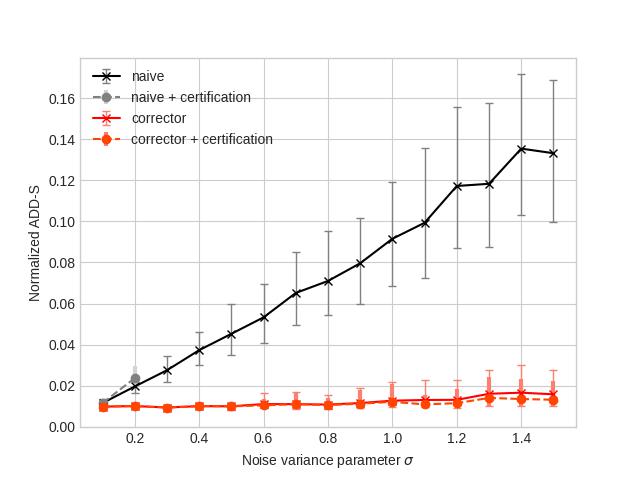 naive
naive + certification
corrector
corrector + certification
Normalized ADD-S
0.16
0.14
0.12
0.10
0.08
0.06
0.04
0.02
0.00
0.2 0.4 0.6 0.8 1.0 1.2 1.4
Noise variance parameter σ